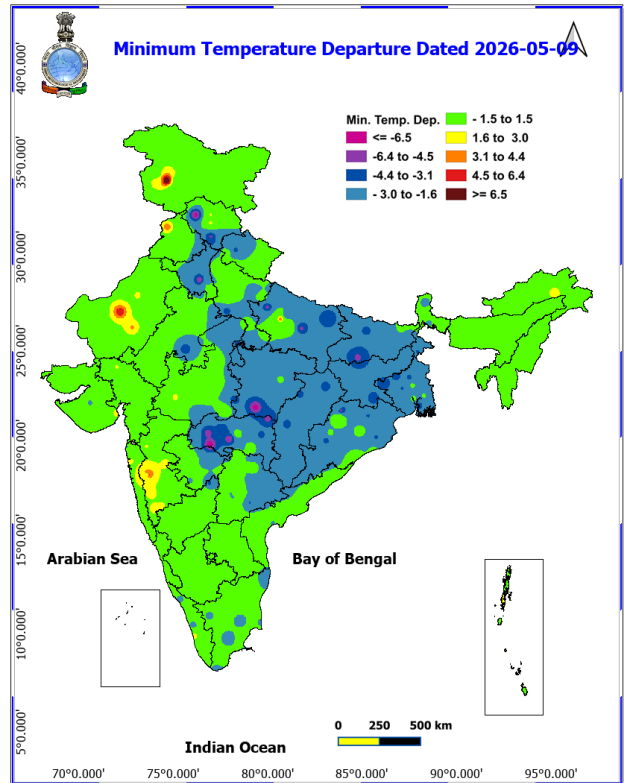 Minimum Temperature Departure Dated 2026-05-09
Min. Temp. Dep.
<= -6.5
-6.4 to -4.5
-4.4 to -3.1
- 3.0 to -1.6
- 1.5 to 1.5
1.6 to 3.0
3.1 to 4.4
4.5 to 6.4
>= 6.5
40°0.000'
35°0.000'
30°0.000'
25°0.000'
20°0.000'
15°0.000'
10°0.000'
5°0.000'
Arabian Sea
Bay of Bengal
Indian Ocean
0 250 500 km
70°0.000' 75°0.000' 80°0.000' 85°0.000' 90°0.000' 95°0.000'